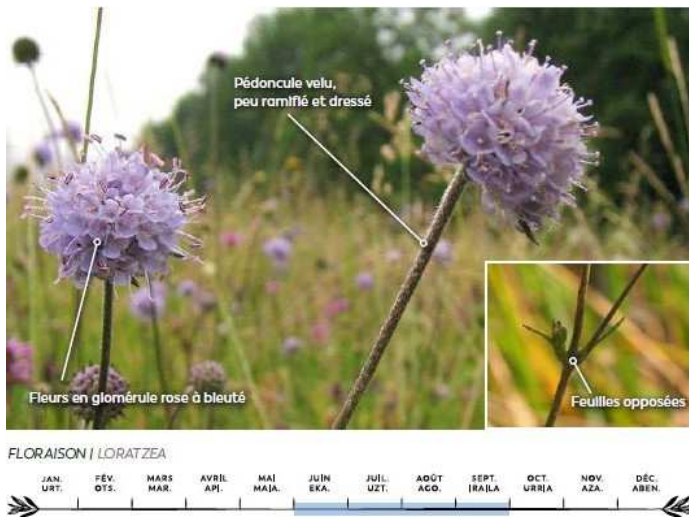 Pédoncule velu,
peu ramifié et dressé
Fleurs en glomérule rose à bleuté
Feuilles opposées
FLORAISON | LORATZEA
JAN. FÉV. MARS AVRIL MAI JUIN JUIL. AOÛT SEPT. OCT. NOV. DÉC.
URT. OTS. MAR. API. MAIA. EKA. UZT. AGO. IRAILA URRIA AZA. ABEN.